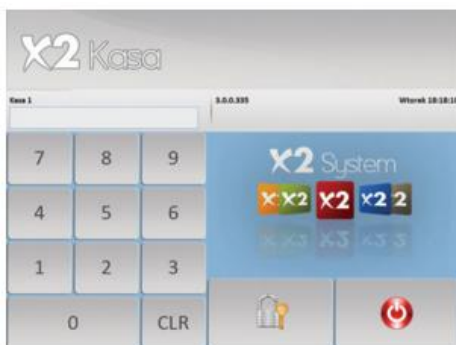 X2 Kasa
Kasa 1 3.0.0.335 Wtorek 18:18:18
7 8 9
X2 System
4 5 6
X X2 X2 X2 2
1 2 3
0 CLR